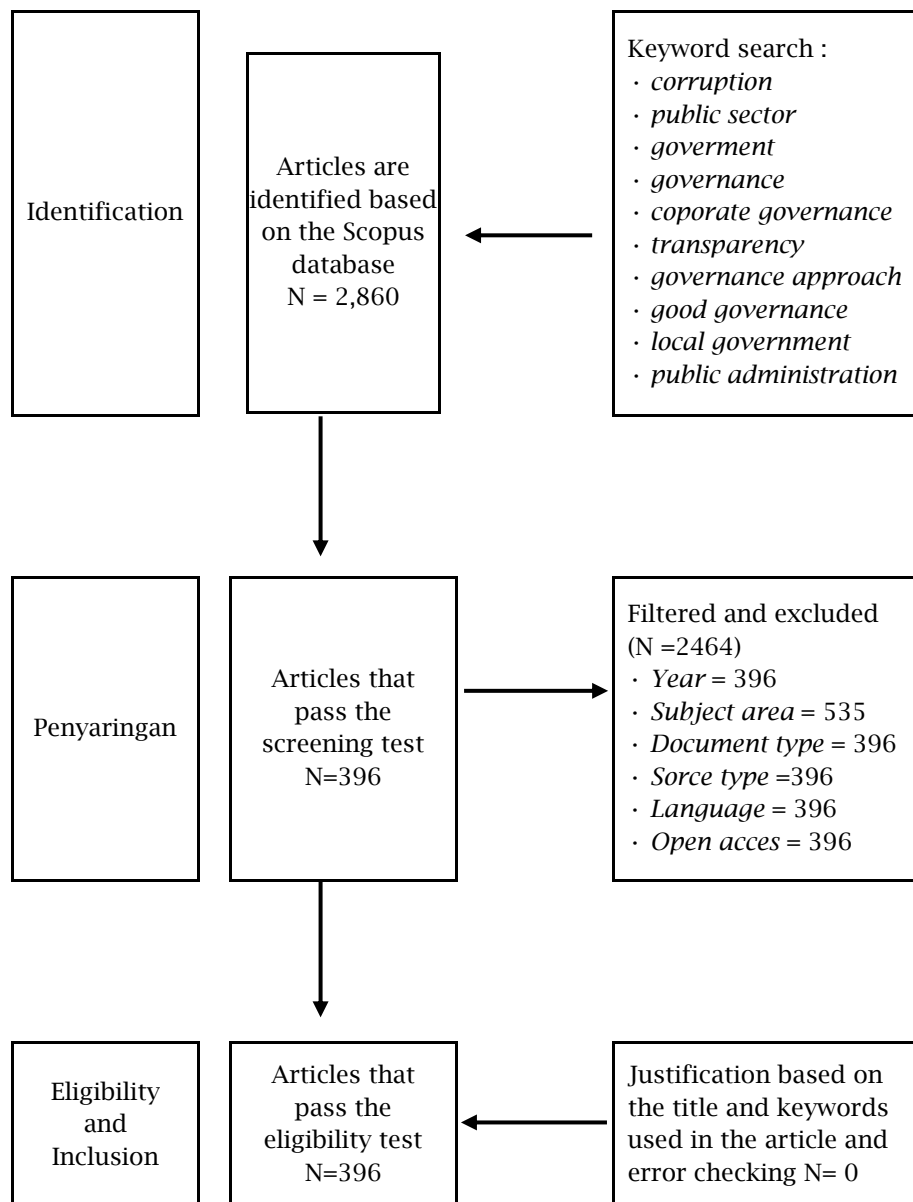 Identification
Articles are
identified based
on the Scopus
database
N = 2,860
Keyword search :
· corruption
· public sector
· goverment
· governance
· coporate governance
· transparency
· governance approach
· good governance
· local government
· public administration
Penyaringan
Articles that
pass the
screening test
N=396
Filtered and excluded
(N =2464)
· Year = 396
· Subject area = 535
· Document type = 396
· Sorce type =396
· Language = 396
· Open acces = 396
Eligibility
and
Inclusion
Articles that
pass the
eligibility test
N=396
Justification based on
the title and keywords
used in the article and
error checking N= 0